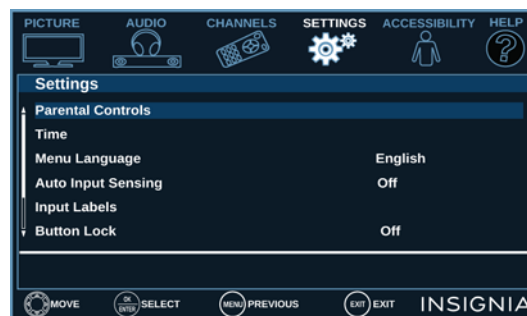 PICTURE AUDIO CHANNELS SETTINGS ACCESSIBILITY HELP
Settings
Parental Controls
Time
Menu Language English
Auto Input Sensing Off
Input Labels
Button Lock Off
MOVE OK ENTER SELECT MENU PREVIOUS EXIT EXIT INSIGNIA